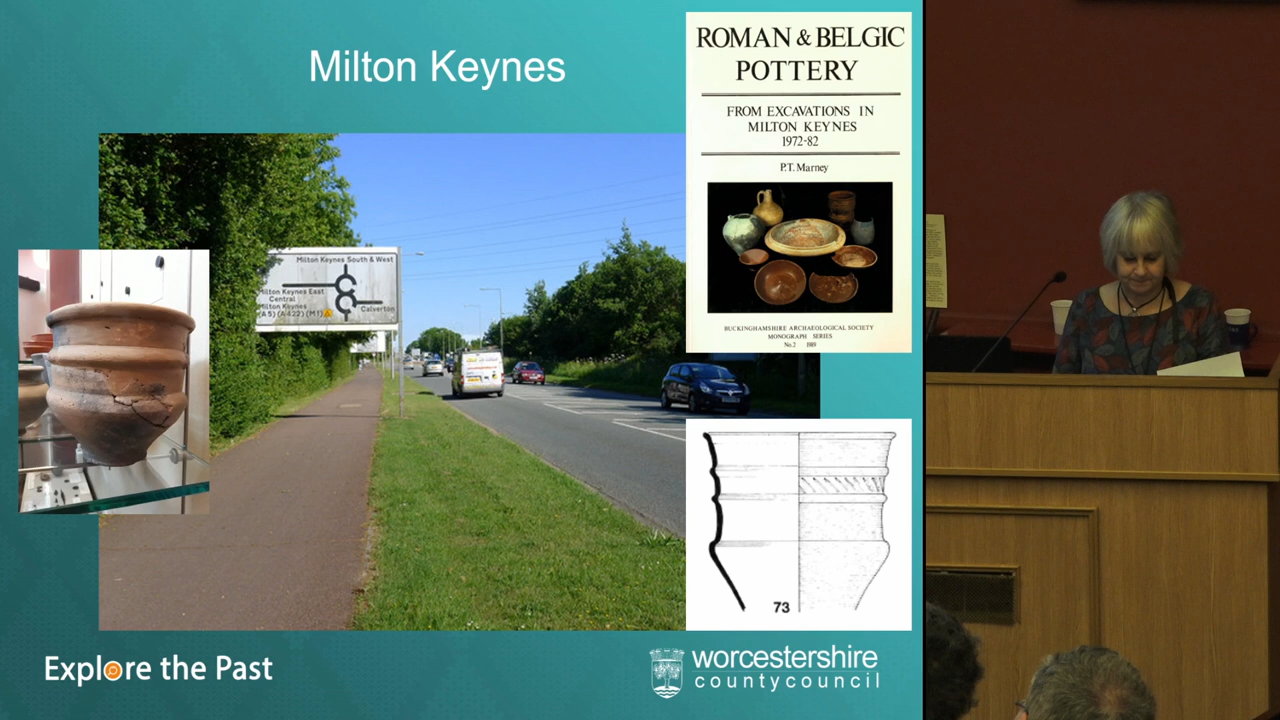 Milton Keynes
ROMAN & BELGIC
POTTERY
FROM EXCAVATIONS IN
MILTON KEYNES
1972-82
P.T. Marney
BUCKINGHAMSHIRE ARCHAEOLOGICAL SOCIETY
MONOGRAPH SERIES
No. 2 1989
Milton Keynes South & West
Milton Keynes East
Central
Milton Keynes
(A5) (A422) (M1)
Calverton
73
Explore the Past
worcestershire
countycouncil